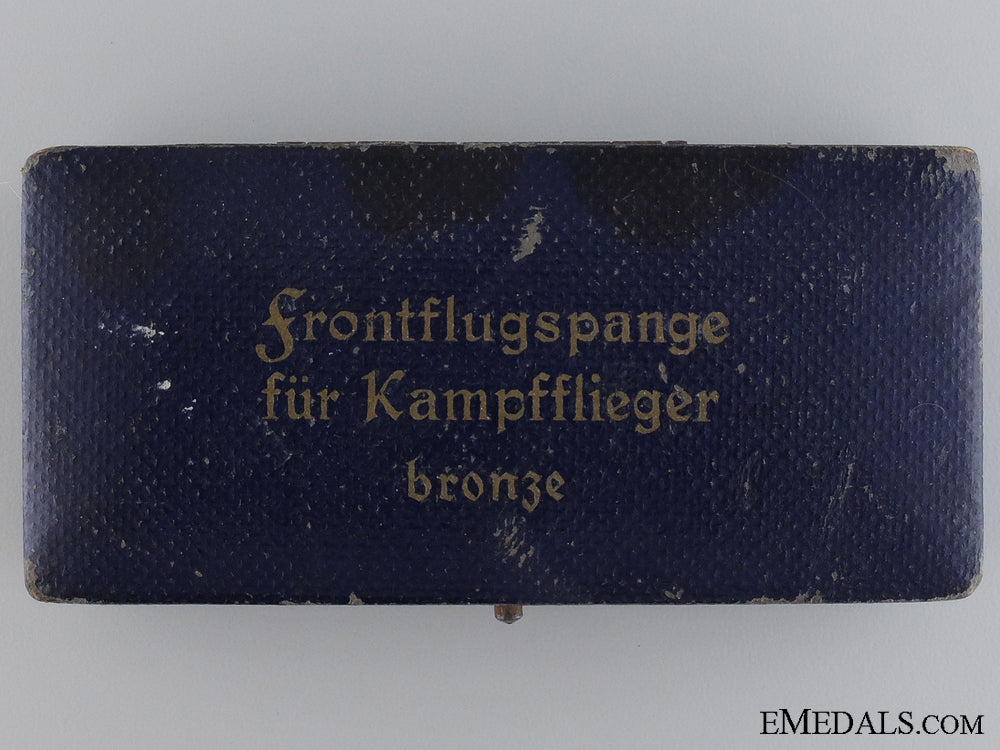 Frontflugspange
für Kampfflieger
bronze
EMEDALS.COM